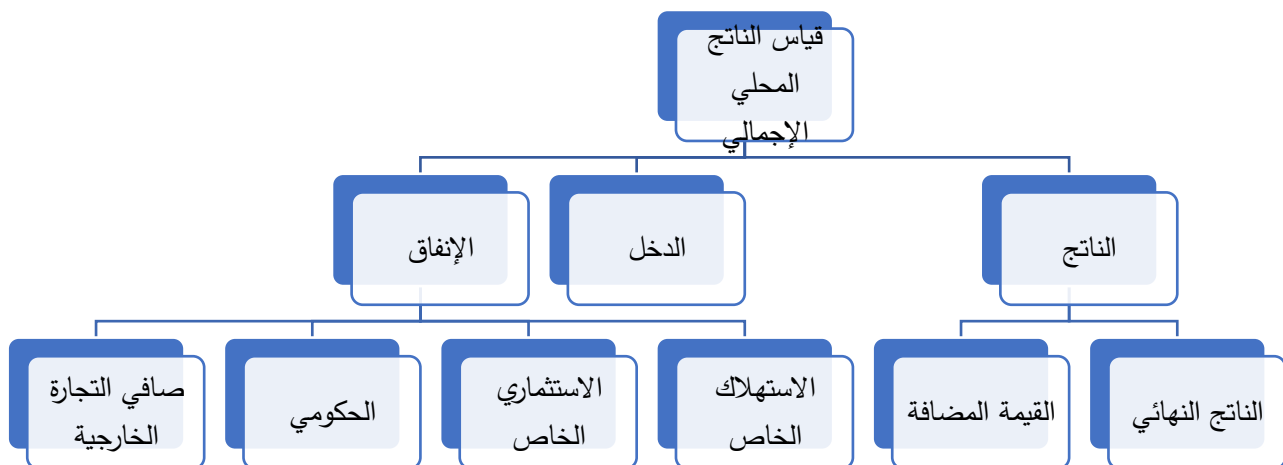 قياس الناتج
المحلي
الإجمالي
الناتج
الدخل
الإنفاق
الناتج النهائي
القيمة المضافة
الاستهلاك
الخاص
الاستثماري
الخاص
الحكومي
صافي التجارة
الخارجية